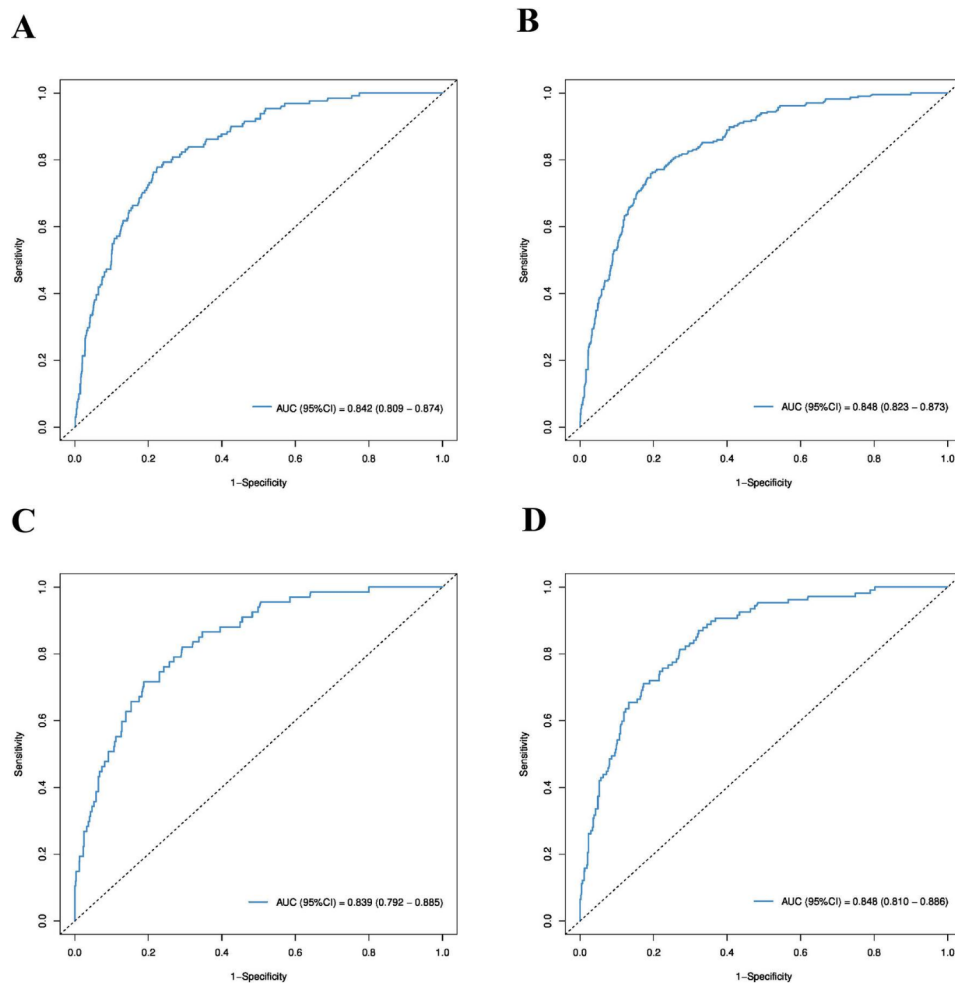 A
1.0
0.8
0.6
0.4
0.2
0.0
Sensitivity
AUC (95%CI) = 0.842 (0.809 − 0.874)
0.0 0.2 0.4 0.6 0.8 1.0
1−Specificity
B
1.0
0.8
0.6
0.4
0.2
0.0
Sensitivity
AUC (95%CI) = 0.848 (0.823 − 0.873)
0.0 0.2 0.4 0.6 0.8 1.0
1−Specificity
C
1.0
0.8
0.6
0.4
0.2
0.0
Sensitivity
AUC (95%CI) = 0.839 (0.792 − 0.885)
0.0 0.2 0.4 0.6 0.8 1.0
1−Specificity
D
1.0
0.8
0.6
0.4
0.2
0.0
Sensitivity
AUC (95%CI) = 0.848 (0.810 − 0.886)
0.0 0.2 0.4 0.6 0.8 1.0
1−Specificity